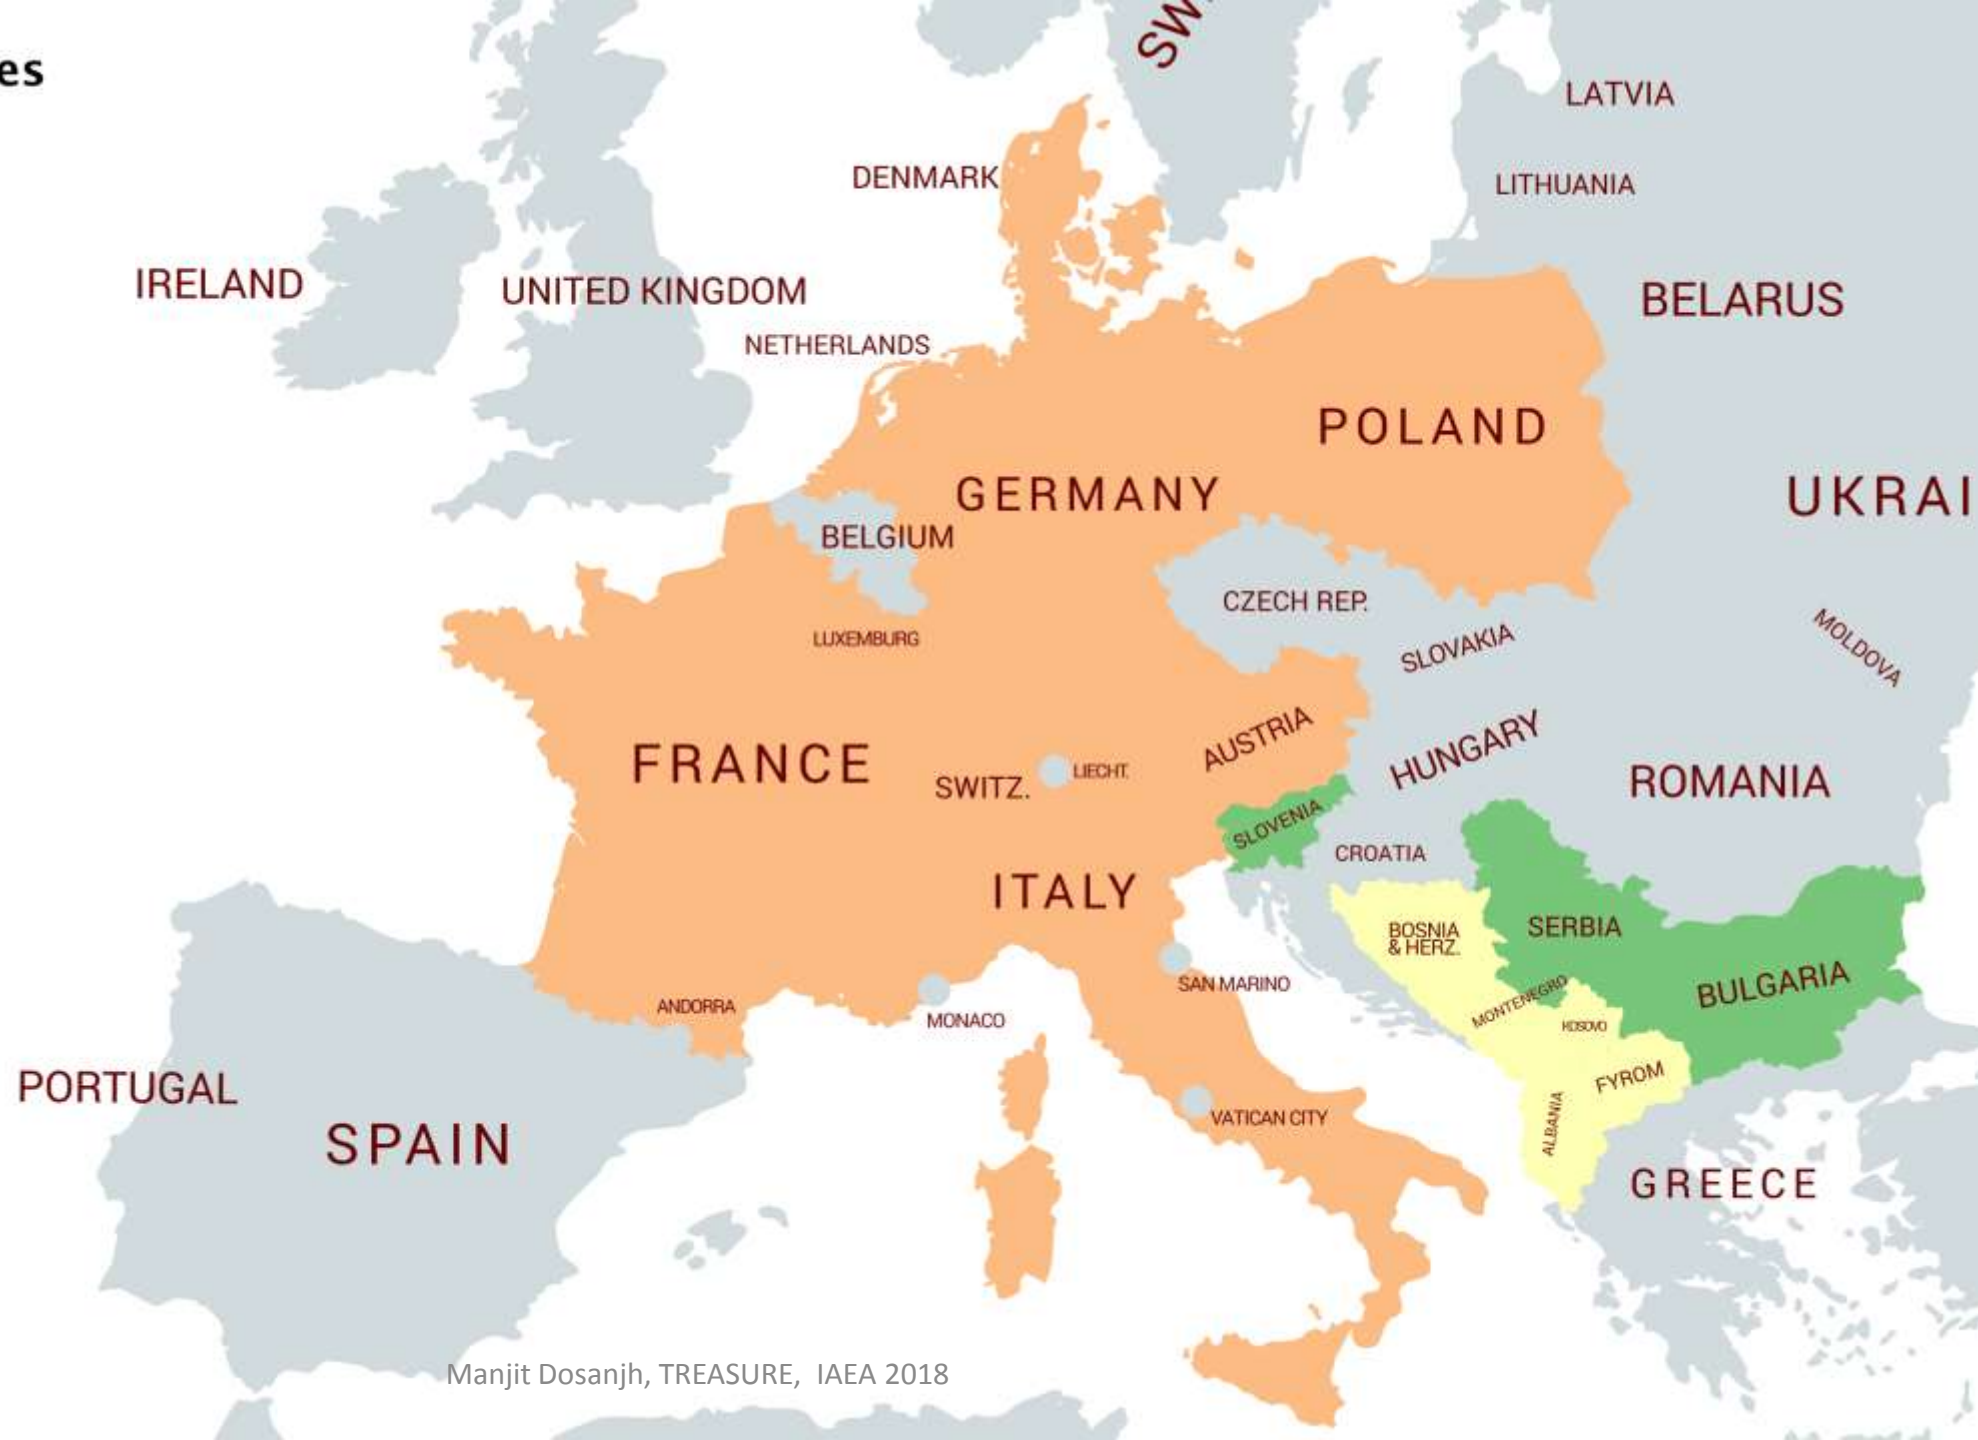 es
SW
LATVIA
DENMARK
LITHUANIA
IRELAND
UNITED KINGDOM
BELARUS
NETHERLANDS
POLAND
GERMANY
UKRAI
BELGIUM
CZECH REP.
LUXEMBURG
SLOVAKIA
MOLDOVA
FRANCE
SWITZ.
LIECHT.
AUSTRIA
HUNGARY
ROMANIA
SLOVENIA
CROATIA
ITALY
BOSNIA
& HERZ.
SERBIA
SAN MARINO
BULGARIA
ANDORRA
MONACO
MONTENEGRO
KOSOVO
PORTUGAL
SPAIN
VATICAN CITY
FYROM
ALBANIA
GREECE
Manjit Dosanjh, TREASURE, IAEA 2018